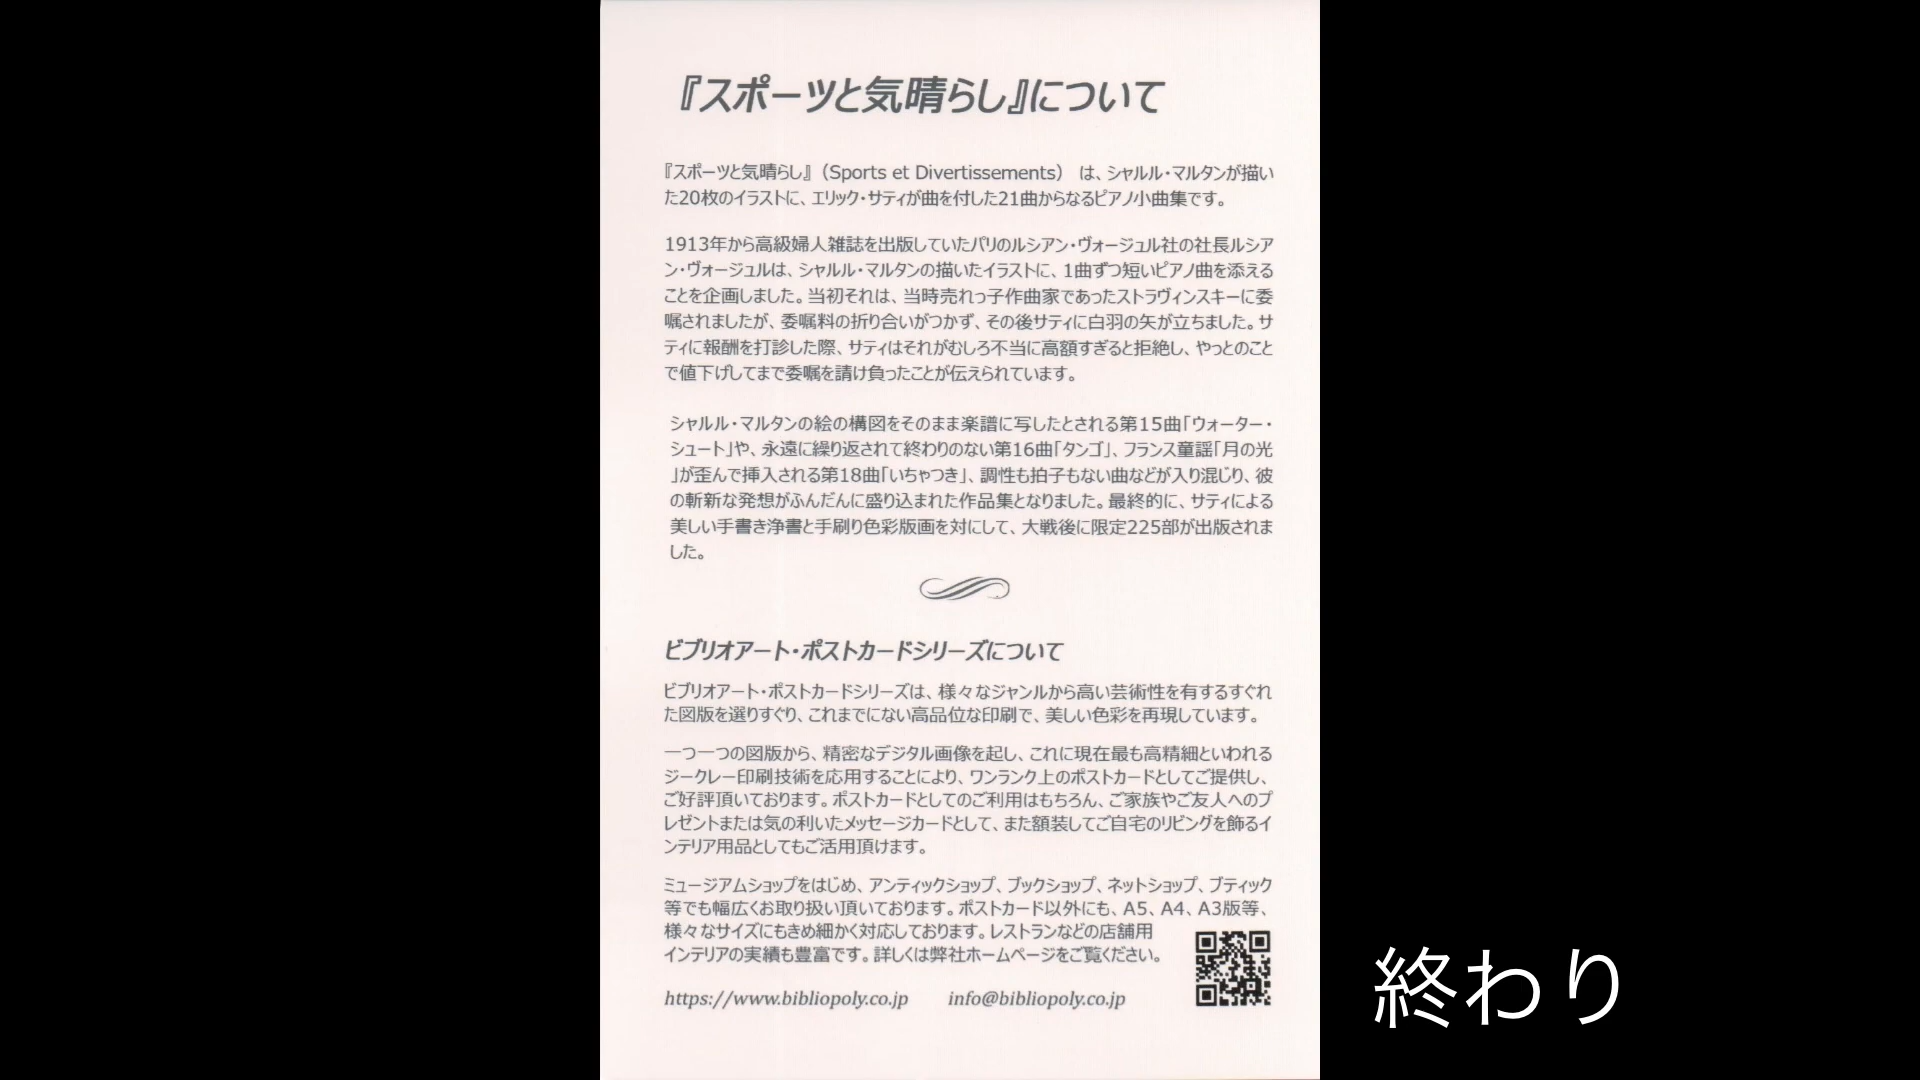 『スポーツと気晴らし』について
『スポーツと気晴らし』（Sports et Divertissements） は、シャルル・マルタンが描い
た20枚のイラストに、エリック・サティが曲を付した21曲からなるピアノ小曲集です。
1913年から高級婦人雑誌を出版していたパリのルシアン・ヴォージュル社の社長ルシア
ン・ヴォージュルは、シャルル・マルタンの描いたイラストに、1曲ずつ短いピアノ曲を添える
ことを企画しました。当初それは、当時売れっ子作曲家であったストラヴィンスキーに委
嘱されましたが、委嘱料の折り合いがつかず、その後サティに白羽の矢が立ちました。サ
ティに報酬を打診した際、サティはそれがむしろ不当に高額すぎると拒絶し、やっとのこと
で値下げしてまで委嘱を請け負ったことが伝えられています。
シャルル・マルタンの絵の構図をそのまま楽譜に写したとされる第15曲「ウォーター・
シュート」や、永遠に繰り返されて終わりのない第16曲「タンゴ」、フランス童謡「月の光
」が歪んで挿入される第18曲「いちゃつき」、調性も拍子もない曲などが入り混じり、彼
の斬新な発想がふんだんに盛り込まれた作品集となりました。最終的に、サティによる
美しい手書き浄書と手刷り色彩版画を対にして、大戦後に限定225部が出版されま
した。
ビブリオアート・ポストカードシリーズについて
ビブリオアート・ポストカードシリーズは、様々なジャンルから高い芸術性を有するすぐれ
た図版を選りすぐり、これまでにない高品位な印刷で、美しい色彩を再現しています。
一つ一つの図版から、精密なデジタル画像を起し、これに現在最も高精細といわれる
ジークレー印刷技術を応用することにより、ワンランク上のポストカードとしてご提供し、
ご好評頂いております。ポストカードとしてのご利用はもちろん、ご家族やご友人へのプ
レゼントまたは気の利いたメッセージカードとして、また額装してご自宅のリビングを飾るイ
ンテリア用品としてもご活用頂けます。
ミュージアムショップをはじめ、アンティックショップ、ブックショップ、ネットショップ、ブティック
等でも幅広くお取り扱い頂いております。ポストカード以外にも、A5、A4、A3版等、
様々なサイズにもきめ細かく対応しております。レストランなどの店舗用
インテリアの実績も豊富です。詳しくは弊社ホームページをご覧ください。
https://www.bibliopoly.co.jp info@bibliopoly.co.jp
終わり